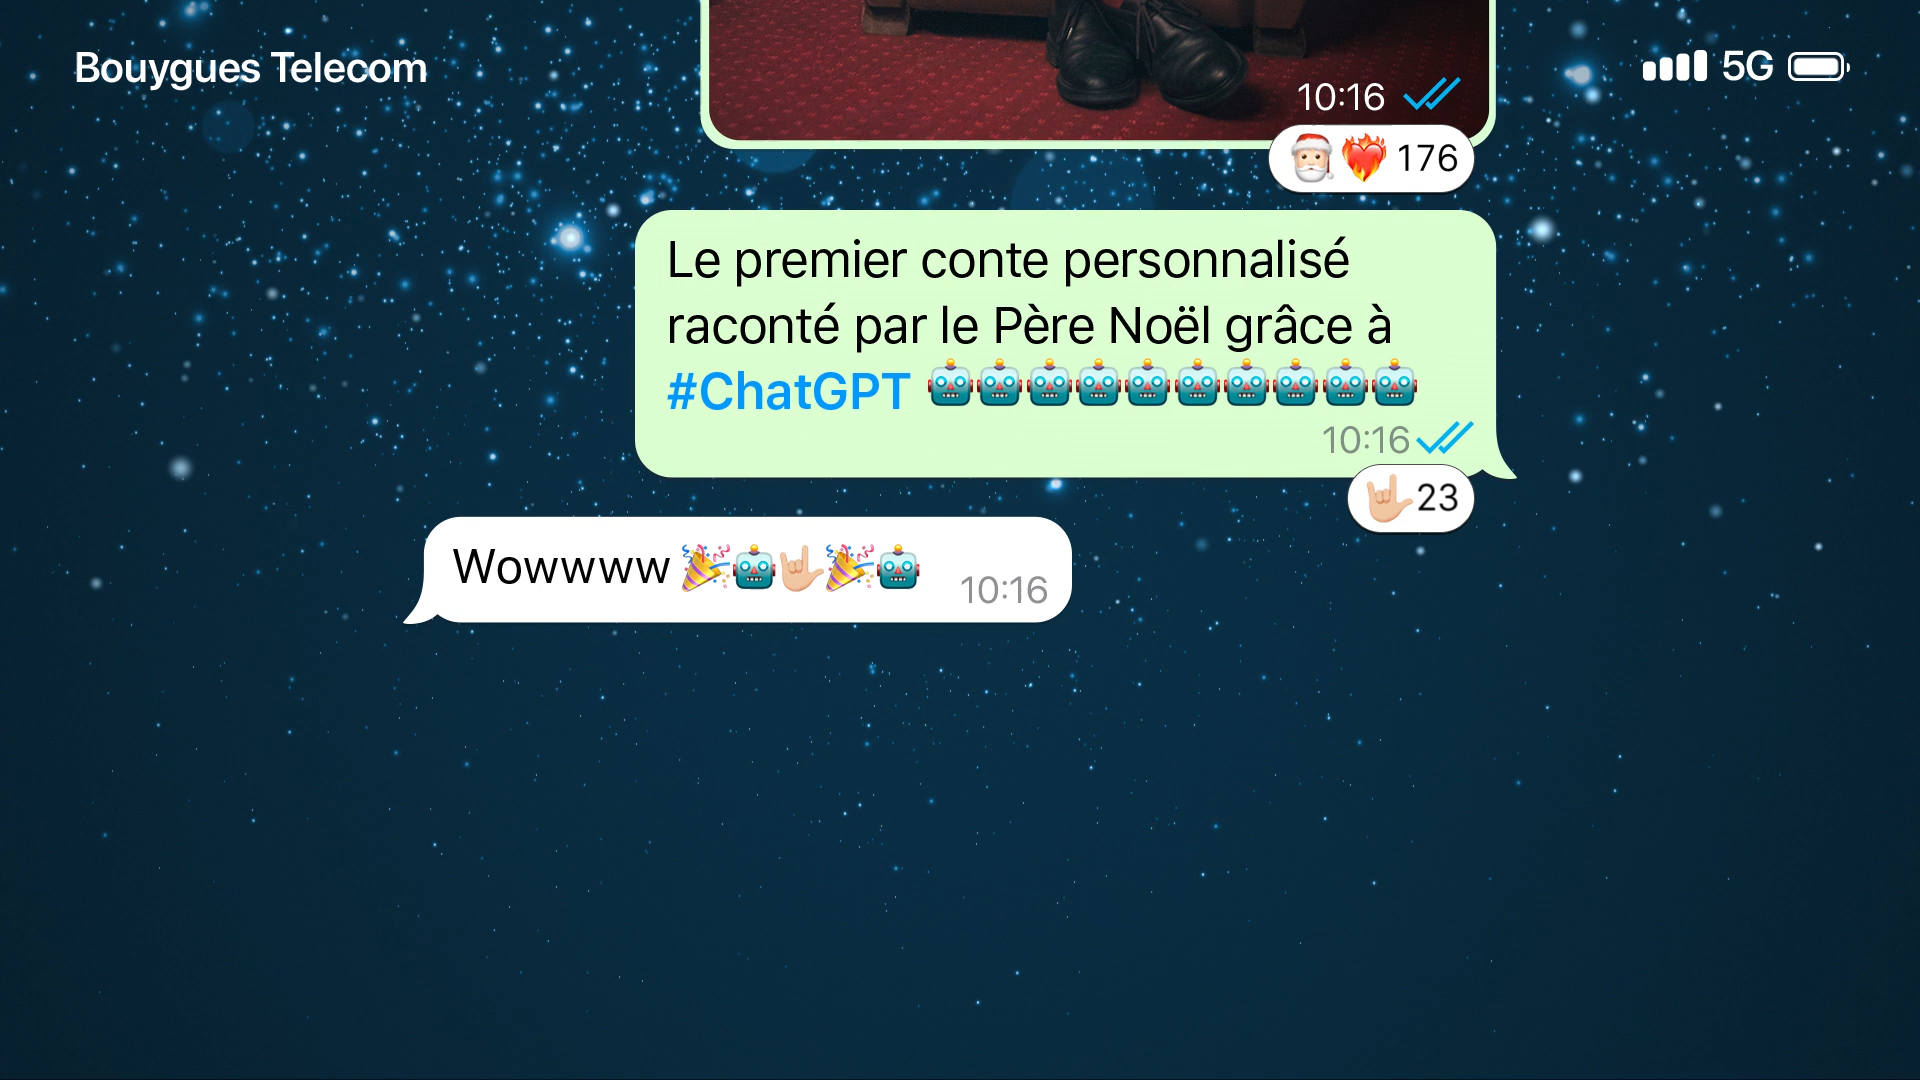 Bouygues Telecom
5G
10:16
176
Le premier conte personnalisé
raconté par le Père Noël grâce à
#ChatGPT 🤖🤖🤖🤖🤖🤖🤖🤖🤖🤖
10:16
🤟🏼23
Wowwww 🎉🤖🤟🏼🎉🤖
10:16